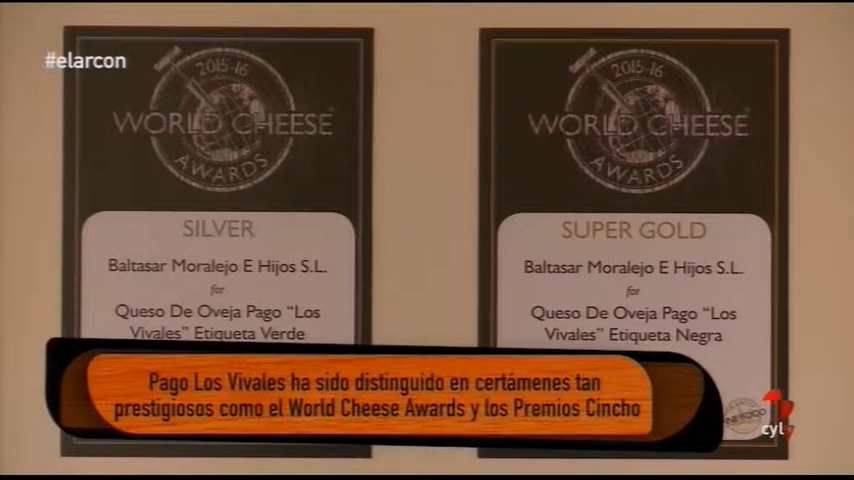 #elarcon
2015-16
WORLD CHEESE
AWARDS
SILVER
Baltasar Moralejo E Hijos S.L.
for
Queso De Oveja Pago "Los
Vivales" Etiqueta Verde
2015-16
WORLD CHEESE
AWARDS
SUPER GOLD
Baltasar Moralejo E Hijos S.L.
for
Queso De Oveja Pago "Los
Vivales" Etiqueta Negra
Pago Los Vivales ha sido distinguido en certámenes tan
prestigiosos como el World Cheese Awards y los Premios Cincho
cyl7